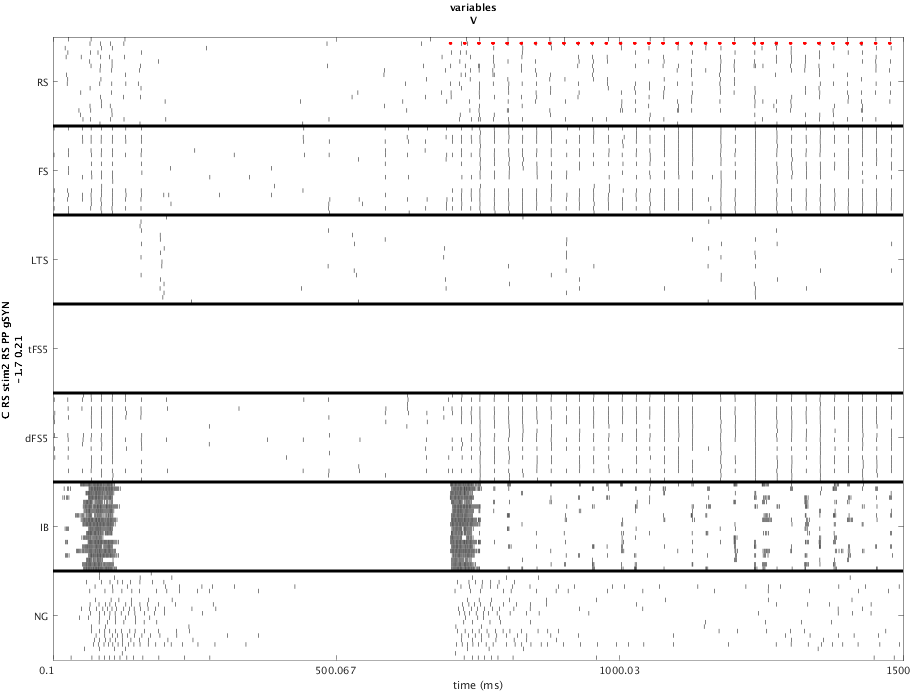 variables
V
RS
FS
LTS
tFS5
dFS5
IB
NG
C RS stim2 RS PP gSYN
-1.7 0.21
0.1
500.067
1000.03
1500
time (ms)